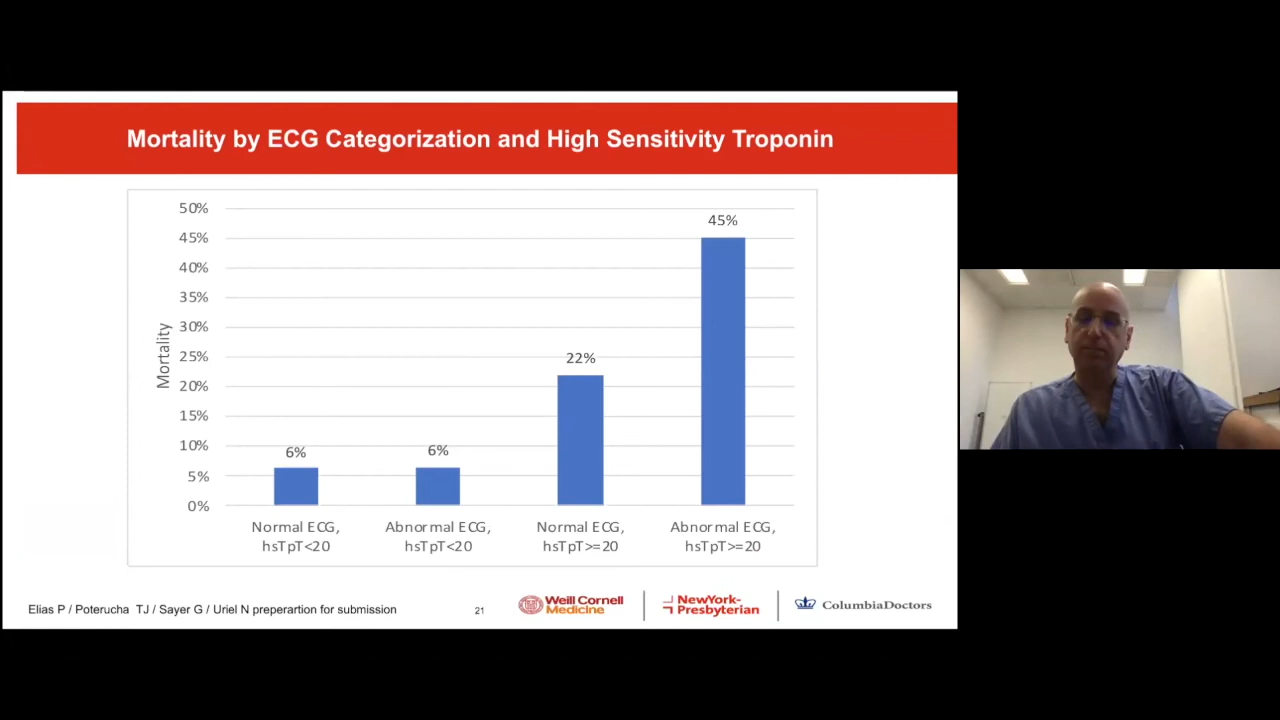 Mortality by ECG Categorization and High Sensitivity Troponin
Mortality
50%
45%
40%
35%
30%
25%
20%
15%
10%
5%
0%
6%
6%
22%
45%
Normal ECG,
hsTpT<20
Abnormal ECG,
hsTpT<20
Normal ECG,
hsTpT>=20
Abnormal ECG,
hsTpT>=20
Elias P / Poterucha TJ / Sayer G / Uriel N preperartion for submission
21
Weill Cornell
Medicine
NewYork-
Presbyterian
ColumbiaDoctors